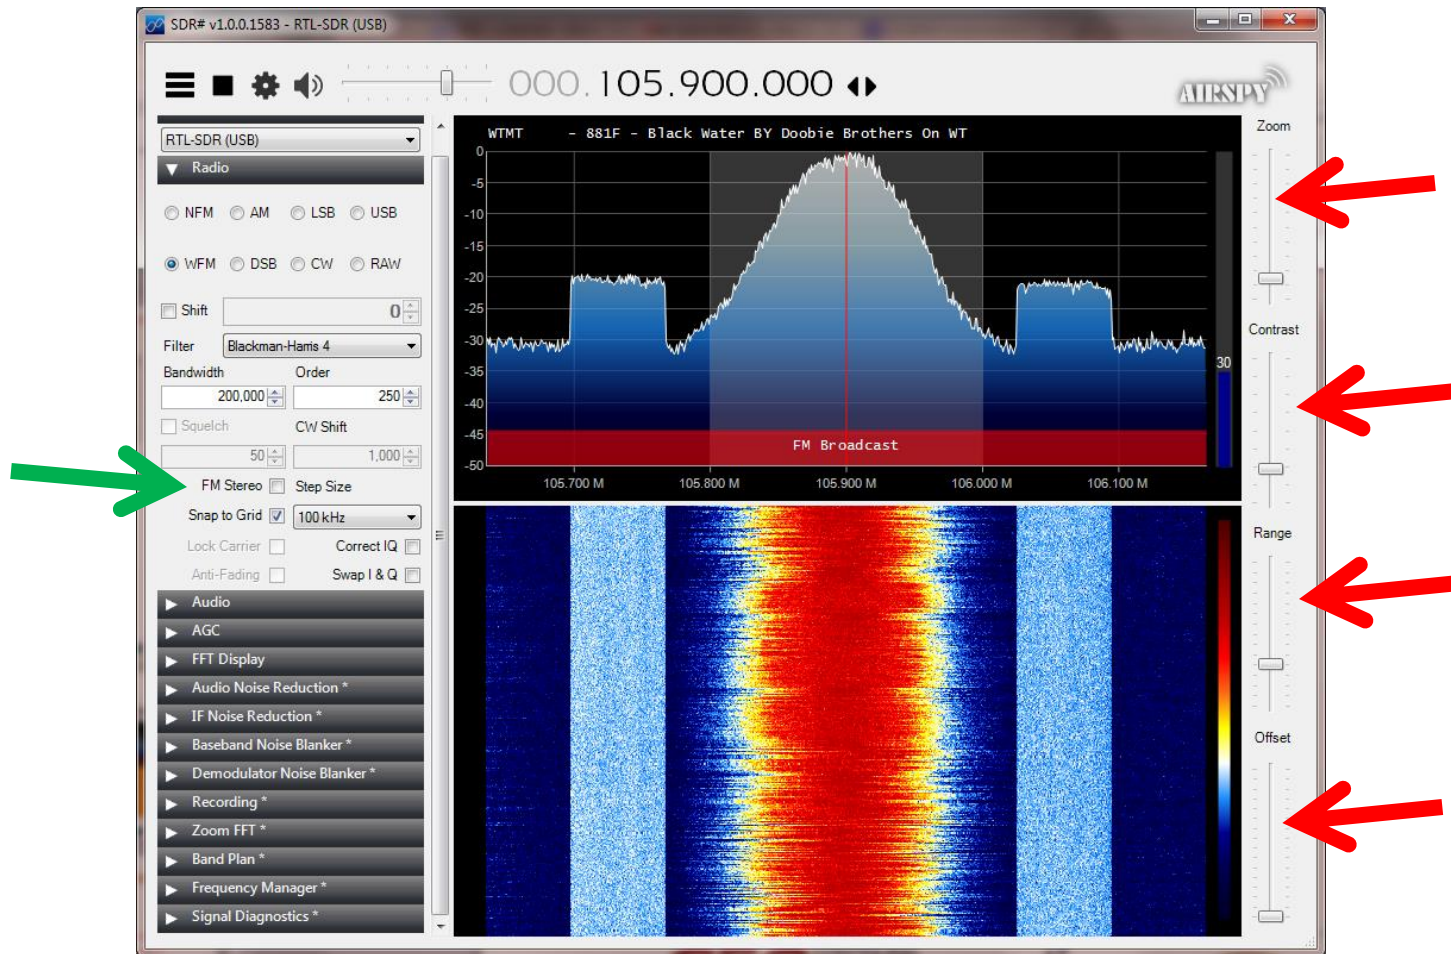 SDR# v1.0.0.1583 - RTL-SDR (USB)
000.105.900.000
AIRSPY
RTL-SDR (USB)
Radio
NFM AM LSB USB
WFM DSB CW RAW
Shift 0
Filter Blackman-Harris 4
Bandwidth Order
200,000 250
Squelch CW Shift
50 1,000
FM Stereo Step Size
Snap to Grid 100 kHz
Lock Carrier Correct IQ
Anti-Fading Swap I & Q
Audio
AGC
FFT Display
Audio Noise Reduction *
IF Noise Reduction *
Baseband Noise Blanker *
Demodulator Noise Blanker *
Recording *
Zoom FFT *
Band Plan *
Frequency Manager *
Signal Diagnostics *
WTMT - 881F - Black Water BY Doobie Brothers On WT
0
-5
-10
-15
-20
-25
-30
-35
-40
-45
-50
30
FM Broadcast
105.700 M 105.800 M 105.900 M 106.000 M 106.100 M
Zoom
Contrast
Range
Offset